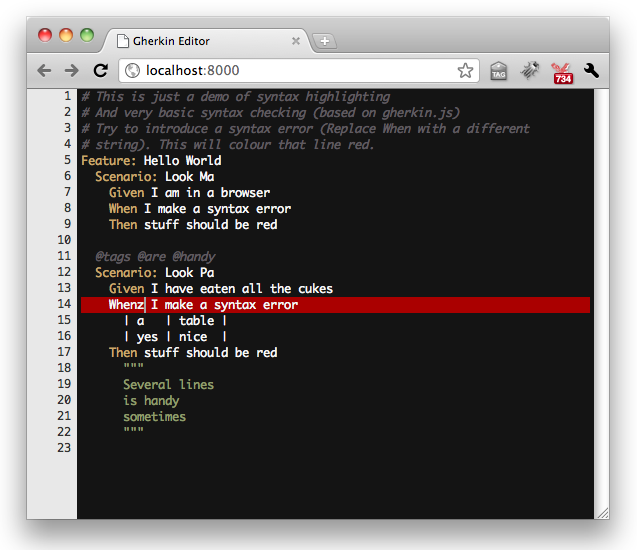 Gherkin Editor
localhost:8000
TAG
734
1 # This is just a demo of syntax highlighting
2 # And very basic syntax checking (based on gherkin.js)
3 # Try to introduce a syntax error (Replace When with a different
4 # string). This will colour that line red.
5 Feature: Hello World
6 Scenario: Look Ma
7 Given I am in a browser
8 When I make a syntax error
9 Then stuff should be red
10
11 @tags @are @handy
12 Scenario: Look Pa
13 Given I have eaten all the cukes
14 Whenz I make a syntax error
15 | a | table |
16 | yes | nice |
17 Then stuff should be red
18 """
19 Several lines
20 is handy
21 sometimes
22 """
23